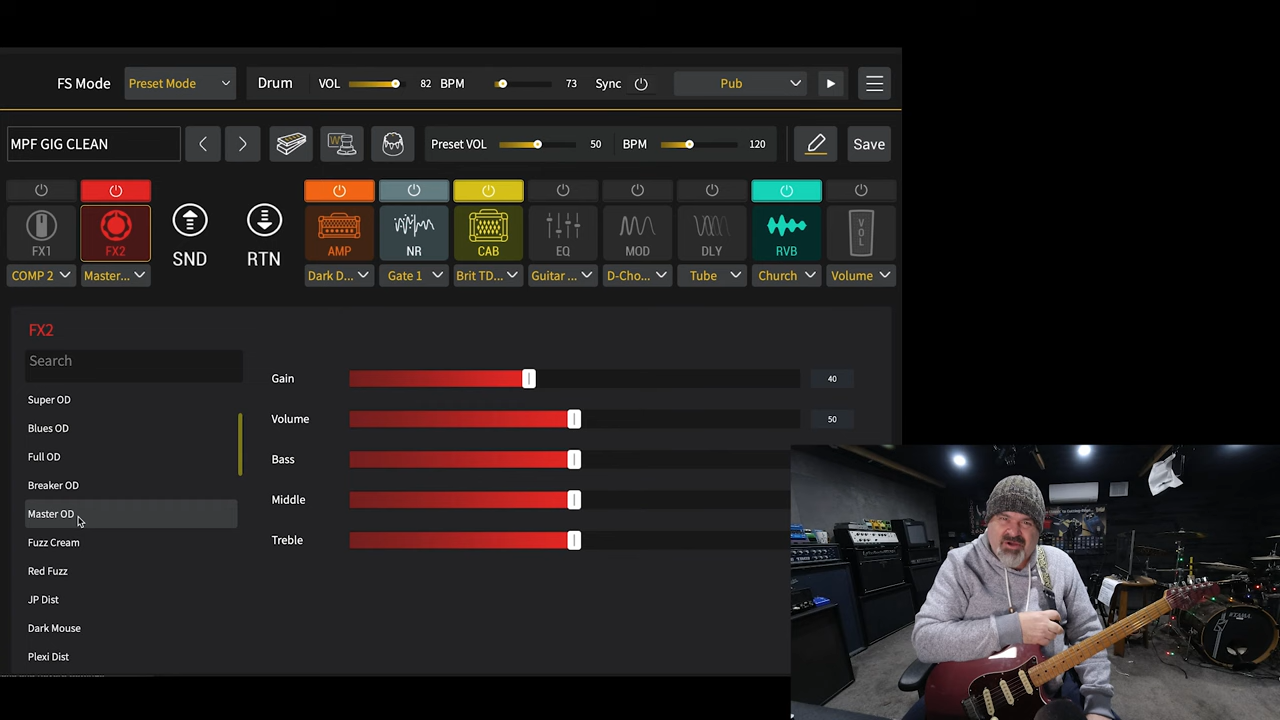 FS Mode Preset Mode Drum VOL 82 BPM 73 Sync Pub
MPF GIG CLEAN W Preset VOL 50 BPM 120 Save
FX1 FX2 SND RTN AMP NR CAB EQ MOD DLY RVB VOL
COMP 2 Master... Dark D... Gate 1 Brit TD... Guitar ... D-Cho... Tube Church Volume
FX2
Search
Super OD
Blues OD
Full OD
Breaker OD
Master OD
Fuzz Cream
Red Fuzz
JP Dist
Dark Mouse
Plexi Dist
Gain 40
Volume 50
Bass
Middle
Treble
TAMA